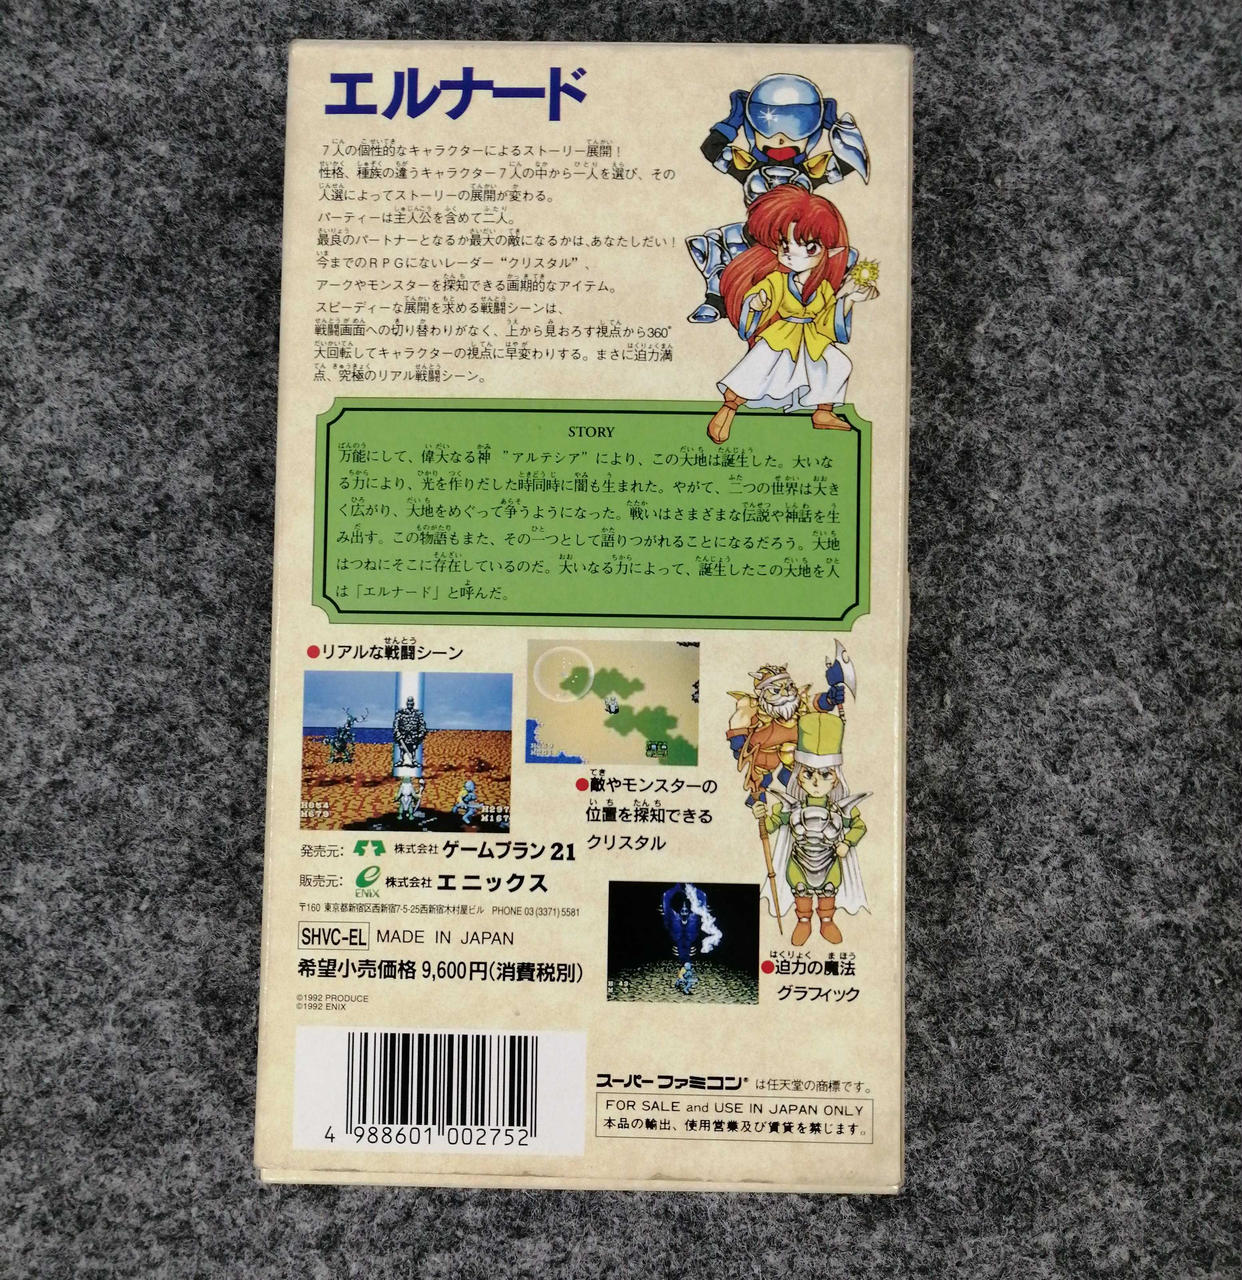 エルナード
7人の個性的なキャラクターによるストーリー展開！
性格、種族の違うキャラクター7人の中から一人を選び、その
人選によってストーリーの展開が変わる。
パーティーは主人公を含めて二人。
最良のパートナーとなるか最大の敵になるかは、あなたしだい！
今までのRPGにないレーダー“クリスタル”、
アークやモンスターを探知できる画期的なアイテム。
スピーディーな展開を求める戦闘シーンは、
戦闘画面への切り替わりがなく、上から見おろす視点から360°
大回転してキャラクターの視点に早変わりする。まさに迫力満
点、究極のリアル戦闘シーン。
STORY
万能にして、偉大なる神 ”アルテシア”により、この大地は誕生した。大いな
る力により、光を作りだした時同時に闇も生まれた。やがて、二つの世界は大き
く広がり、大地をめぐって争うようになった。戦いはさまざまな伝説や神話を生
み出す。この物語もまた、その一つとして語りつがれることになるだろう。大地
はつねにそこに存在しているのだ。大いなる力によって、誕生したこの大地を人
は「エルナード」と呼んだ。
●リアルな戦闘シーン
●敵やモンスターの
位置を探知できる
クリスタル
発売元: 株式会社 ゲームプラン21
販売元: ENIX 株式会社 エニックス
〒160 東京都新宿区西新宿7-5-25西新宿木村屋ビル PHONE 03(3371)5581
SHVC-EL MADE IN JAPAN
希望小売価格 9,600円(消費税別)
©1992 PRODUCE
©1992 ENIX
●迫力の魔法
グラフィック
4 988601 002752
スーパーファミコン® は任天堂の商標です。
FOR SALE and USE IN JAPAN ONLY
本品の輸出、使用営業及び賃貸を禁じます。